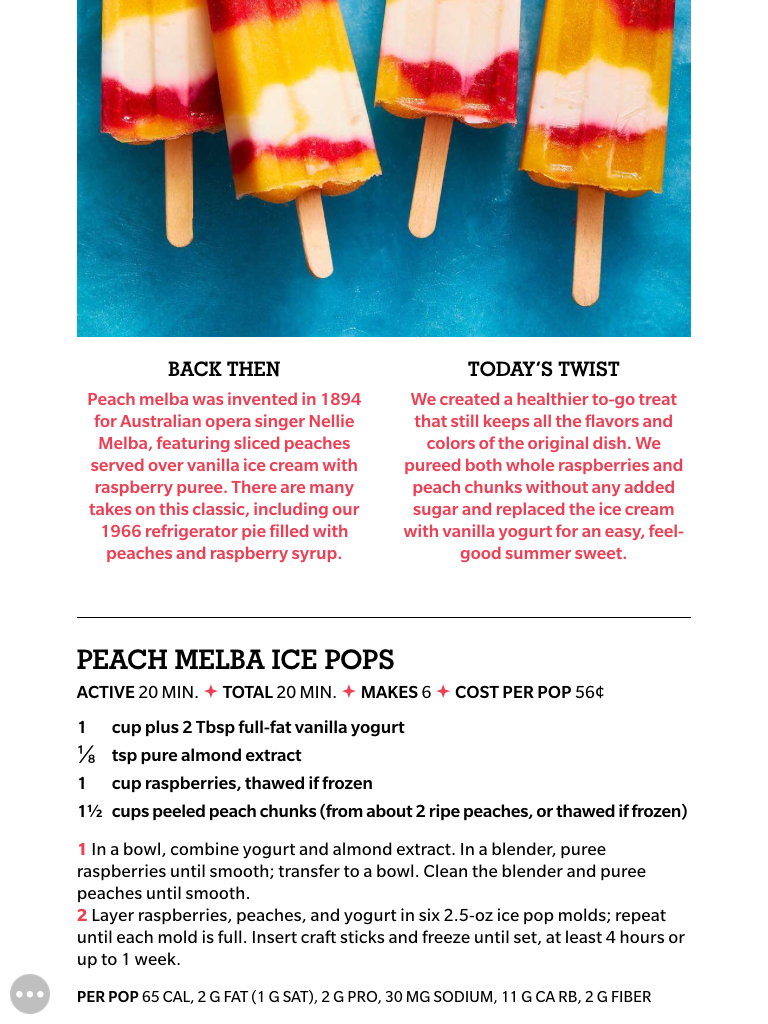 BACK THEN
Peach melba was invented in 1894
for Australian opera singer Nellie
Melba, featuring sliced peaches
served over vanilla ice cream with
raspberry puree. There are many
takes on this classic, including our
1966 refrigerator pie filled with
peaches and raspberry syrup.
TODAY'S TWIST
We created a healthier to-go treat
that still keeps all the flavors and
colors of the original dish. We
pureed both whole raspberries and
peach chunks without any added
sugar and replaced the ice cream
with vanilla yogurt for an easy, feel-
good summer sweet.
PEACH MELBA ICE POPS
ACTIVE 20 MIN. ✦ TOTAL 20 MIN. ✦ MAKES 6 ✦ COST PER POP 56¢
1 cup plus 2 Tbsp full-fat vanilla yogurt
⅛ tsp pure almond extract
1 cup raspberries, thawed if frozen
1½ cups peeled peach chunks (from about 2 ripe peaches, or thawed if frozen)
1 In a bowl, combine yogurt and almond extract. In a blender, puree
raspberries until smooth; transfer to a bowl. Clean the blender and puree
peaches until smooth.
2 Layer raspberries, peaches, and yogurt in six 2.5-oz ice pop molds; repeat
until each mold is full. Insert craft sticks and freeze until set, at least 4 hours or
up to 1 week.
PER POP 65 CAL, 2 G FAT (1 G SAT), 2 G PRO, 30 MG SODIUM, 11 G CA RB, 2 G FIBER